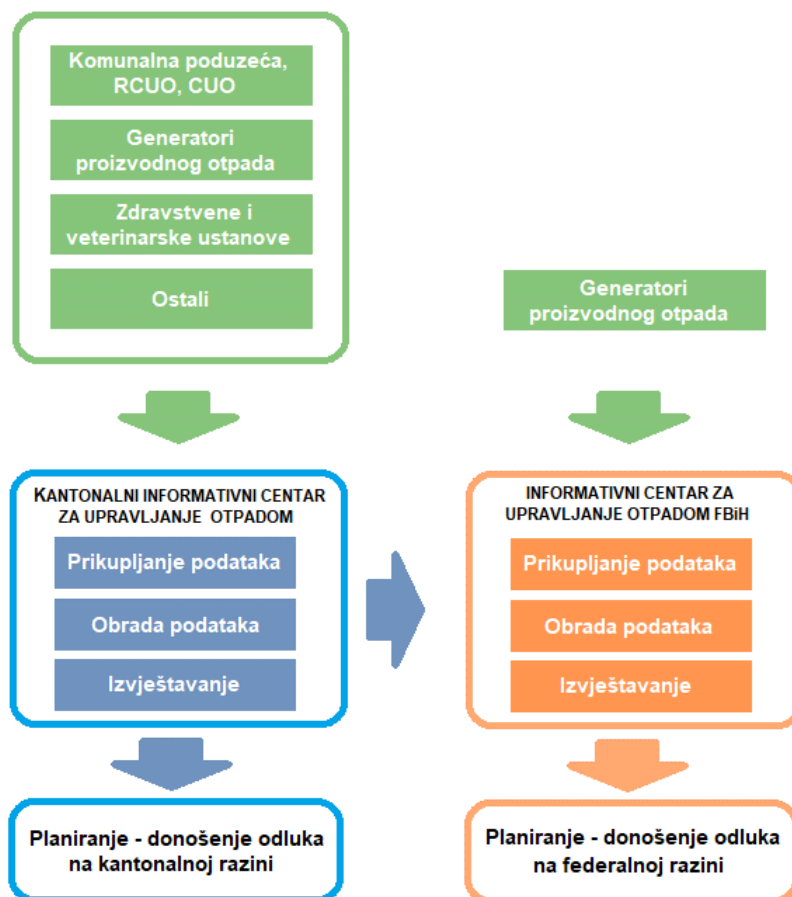 Komunalna poduzeća,
RCUO, CUO
Generatori
proizvodnog otpada
Zdravstvene i
veterinarske ustanove
Ostali
Generatori
proizvodnog otpada
KANTONALNI INFORMATIVNI CENTAR
ZA UPRAVLJANJE OTPADOM
Prikupljanje podataka
Obrada podataka
Izvještavanje
INFORMATIVNI CENTAR ZA
UPRAVLJANJE OTPADOM FBiH
Prikupljanje podataka
Obrada podataka
Izvještavanje
Planiranje - donošenje odluka
na kantonalnoj razini
Planiranje - donošenje odluka
na federalnoj razini